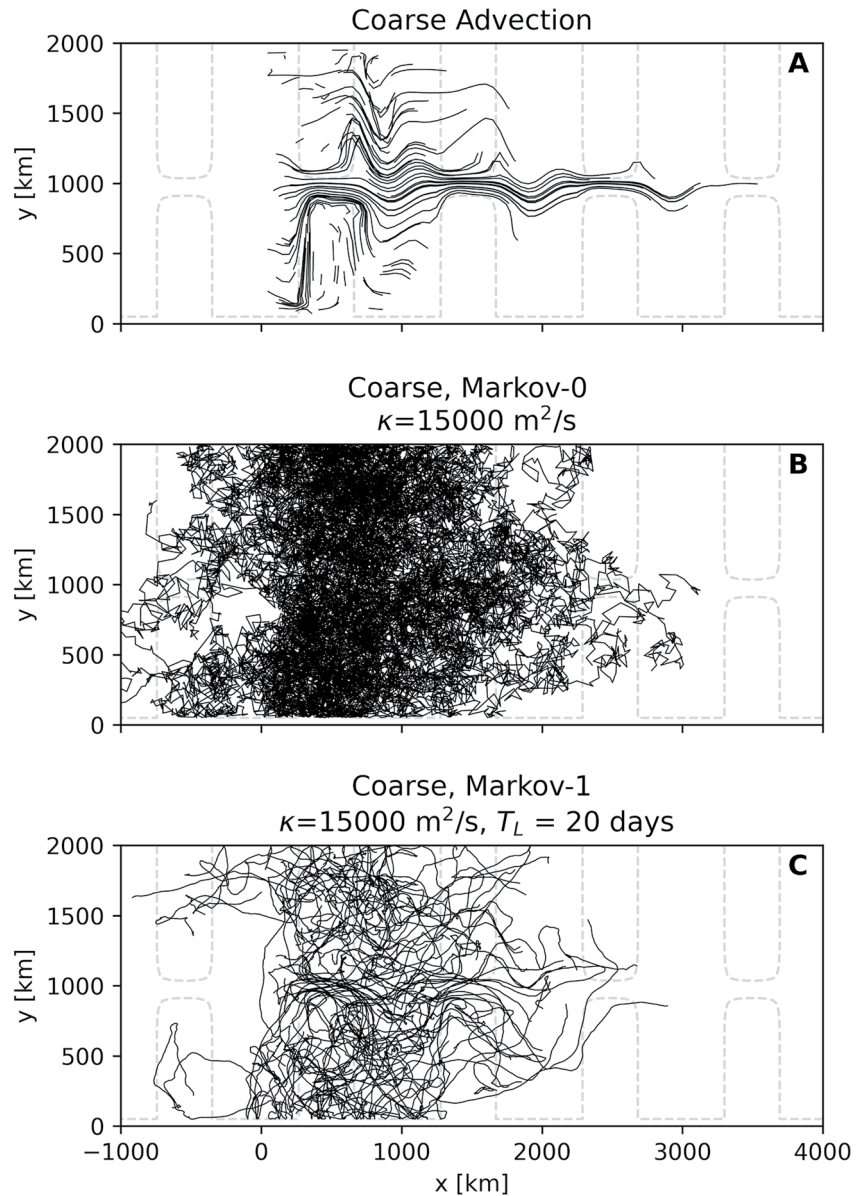 Coarse Advection
A
2000
1500
1000
500
0
y [km]
Coarse, Markov-0
κ=15000 m²/s
B
2000
1500
1000
500
0
y [km]
Coarse, Markov-1
κ=15000 m²/s, T_L = 20 days
C
2000
1500
1000
500
0
y [km]
−1000 0 1000 2000 3000 4000
x [km]